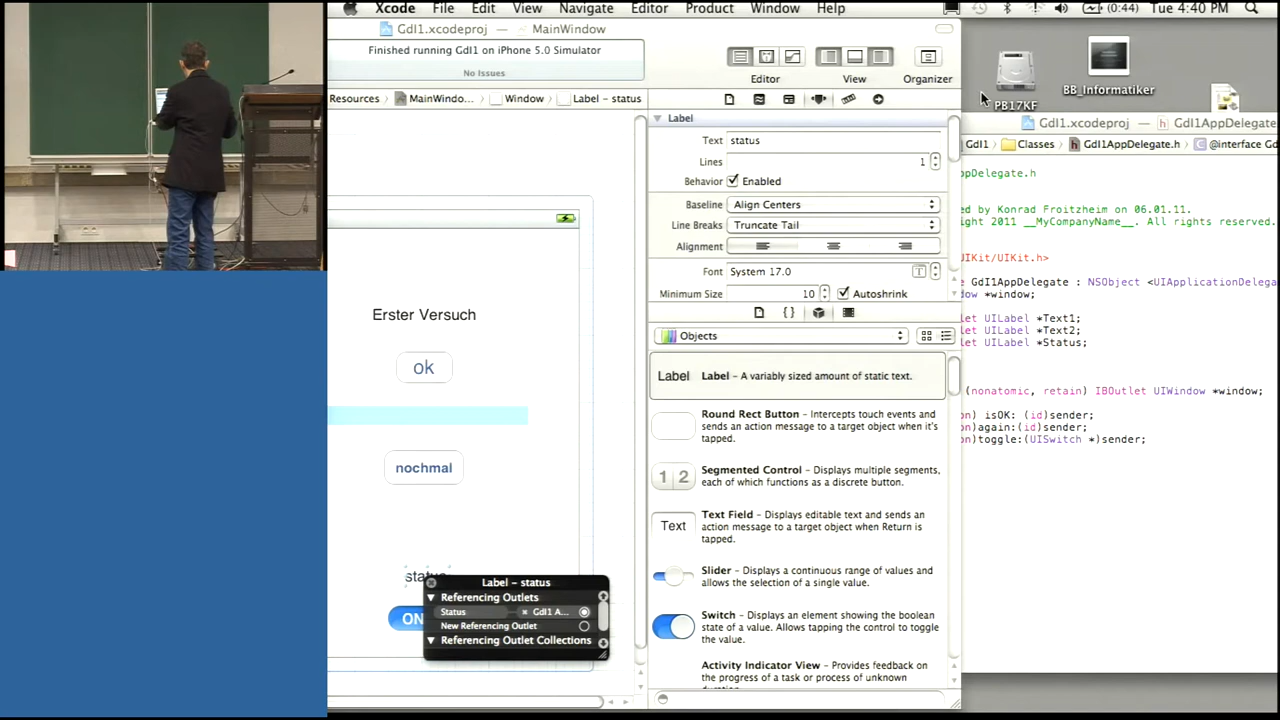 Xcode File Edit View Navigate Editor Product Window Help
(0:44) Tue 4:40 PM
GdI1.xcodeproj — MainWindow
Finished running GdI1 on iPhone 5.0 Simulator
No Issues
Editor View Organizer
Resources MainWindo... Window Label - status
Label
Text status
Lines 1
Behavior Enabled
Baseline Align Centers
Line Breaks Truncate Tail
Alignment
Font System 17.0 T
Minimum Size 10 Autoshrink
Objects
Label Label - A variably sized amount of static text.
Round Rect Button - Intercepts touch events and
sends an action message to a target object when it's
tapped.
1 2 Segmented Control - Displays multiple segments,
each of which functions as a discrete button.
Text Text Field - Displays editable text and sends an
action message to a target object when Return is
tapped.
Slider - Displays a continuous range of values and
allows the selection of a single value.
Switch - Displays an element showing the boolean
state of a value. Allows tapping the control to toggle
the value.
Activity Indicator View - Provides feedback on
the progress of a task or process of unknown
Erster Versuch
ok
nochmal
ON
Label - status
Referencing Outlets
Status × GdI1 A...
New Referencing Outlet
Referencing Outlet Collections
PB17KF
BB_Informatiker
GdI1.xcodeproj — h GdI1AppDelegate
GdI1 Classes h GdI1AppDelegate.h C @interface Gd
ppDelegate.h
ed by Konrad Froitzheim on 06.01.11.
ght 2011 __MyCompanyName__. All rights reserved.
UIKit/UIKit.h>
e GdI1AppDelegate : NSObject <UIApplicationDelega
ndow *window;
let UILabel *Text1;
let UILabel *Text2;
let UILabel *Status;
(nonatomic, retain) IBOutlet UIWindow *window;
on) isOK: (id)sender;
on)again:(id)sender;
on)toggle:(UISwitch *)sender;